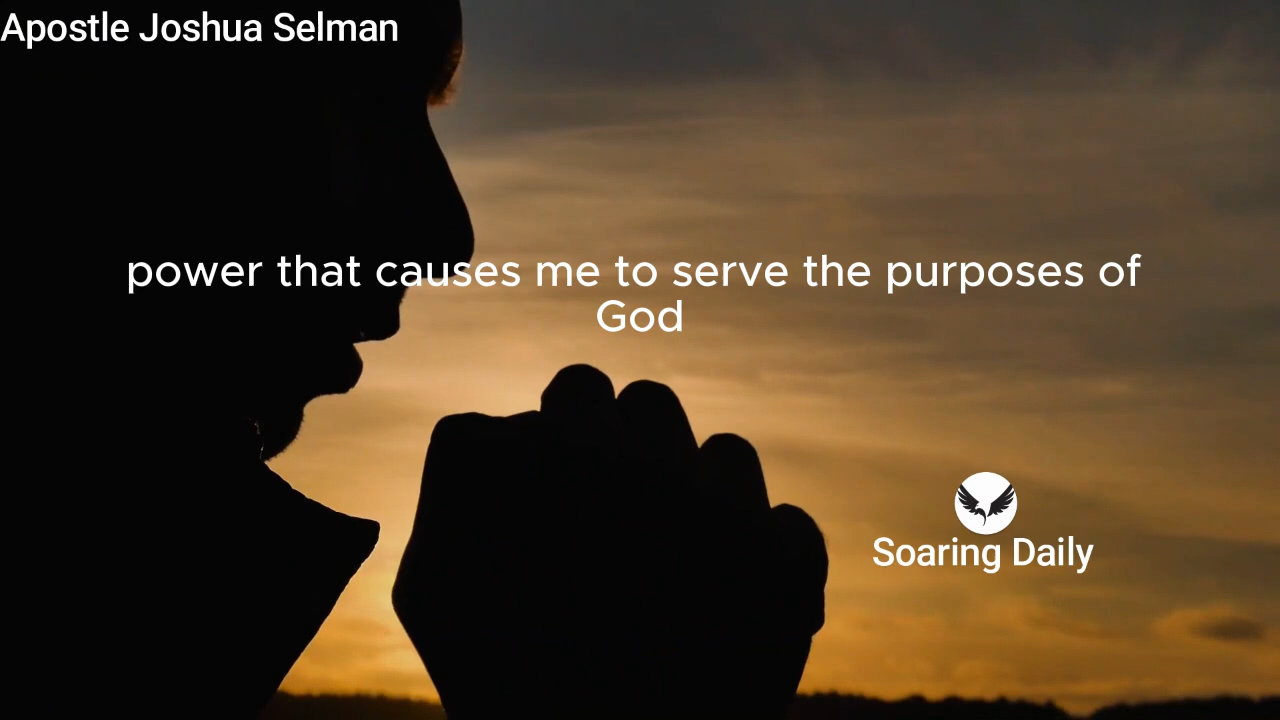 Apostle Joshua Selman
power that causes me to serve the purposes of
God
Soaring Daily